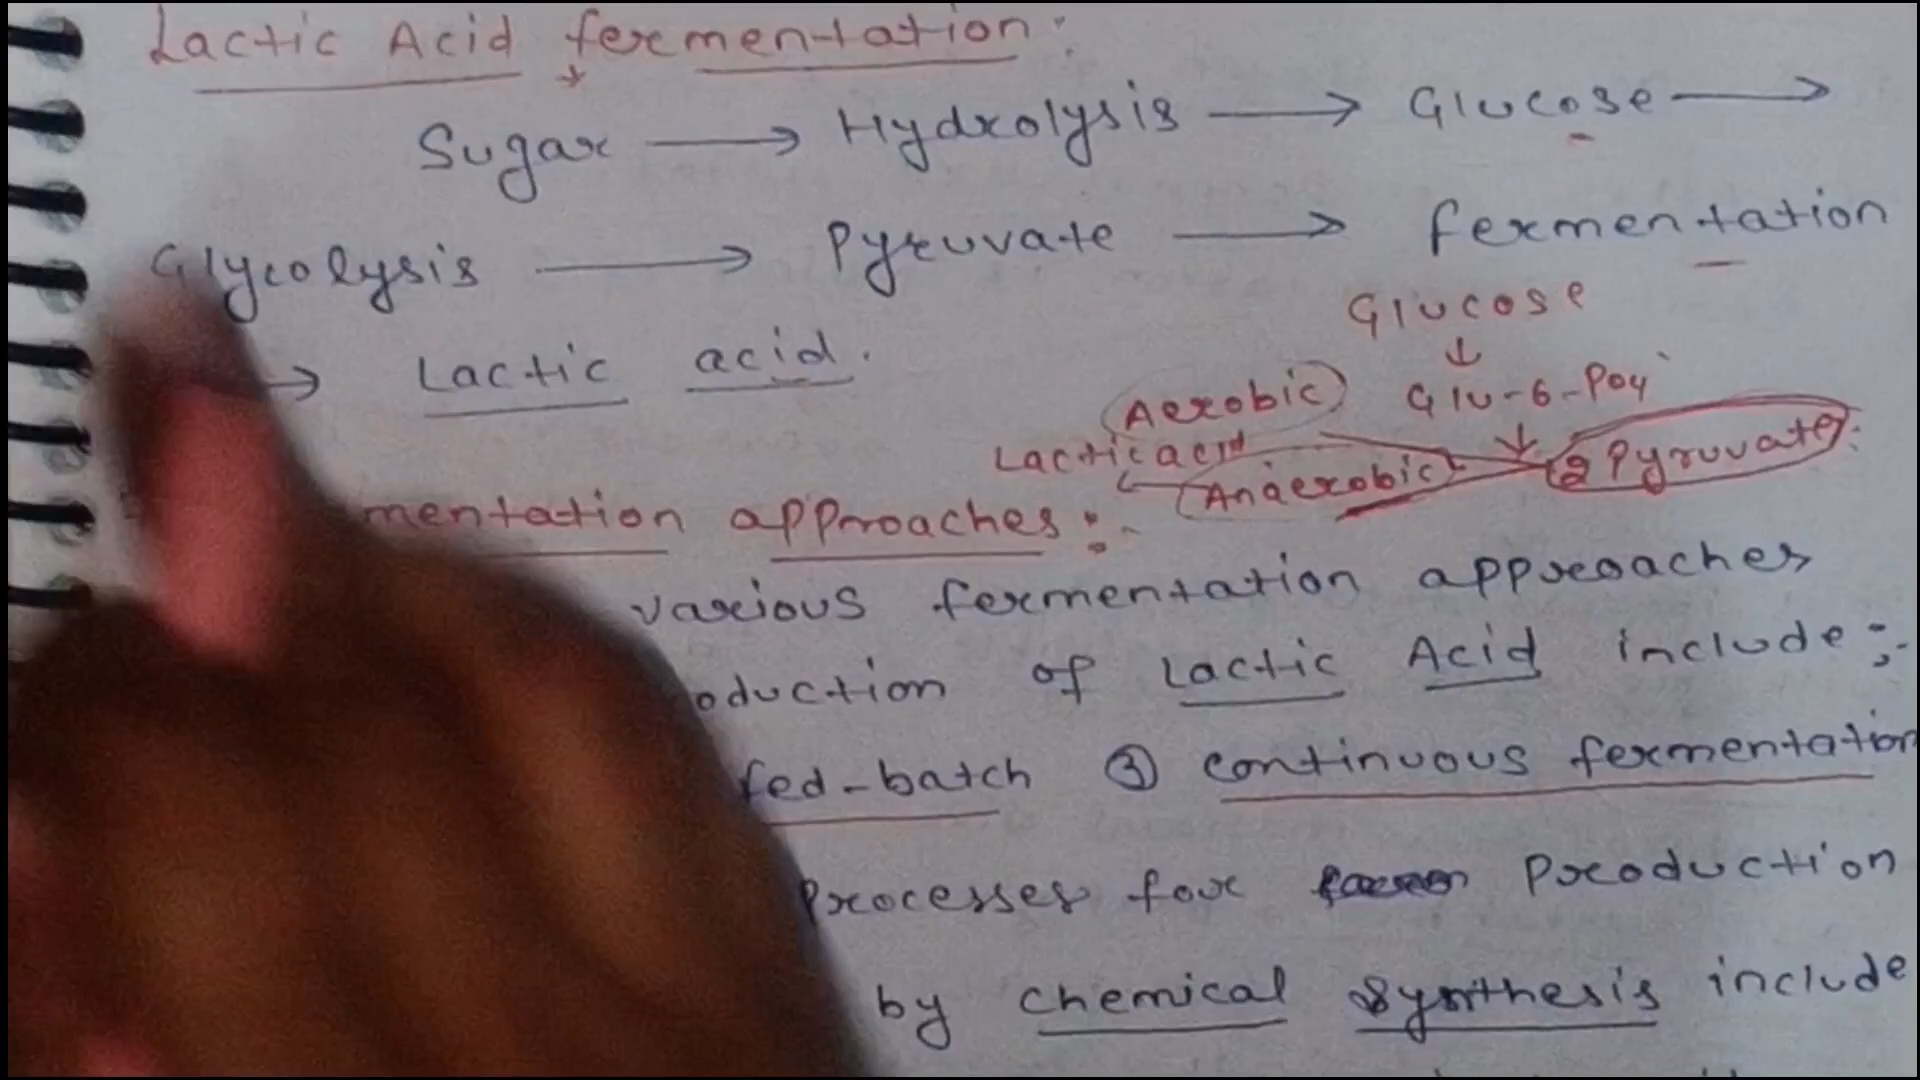 Lactic Acid fermentation:
Sugar → Hydrolysis → Glucose →
Glycolysis → Pyruvate → fermentation
→ Lactic acid.
Glucose
↓
Glu-6-Po4
↓
2 Pyruvate
Aerobic
Anaerobic
Lactic acid
mentation approaches:-
various fermentation approaches
oduction of Lactic Acid include:-
fed-batch ③ continuous fermentation
Processes for Production
by chemical synthesis include